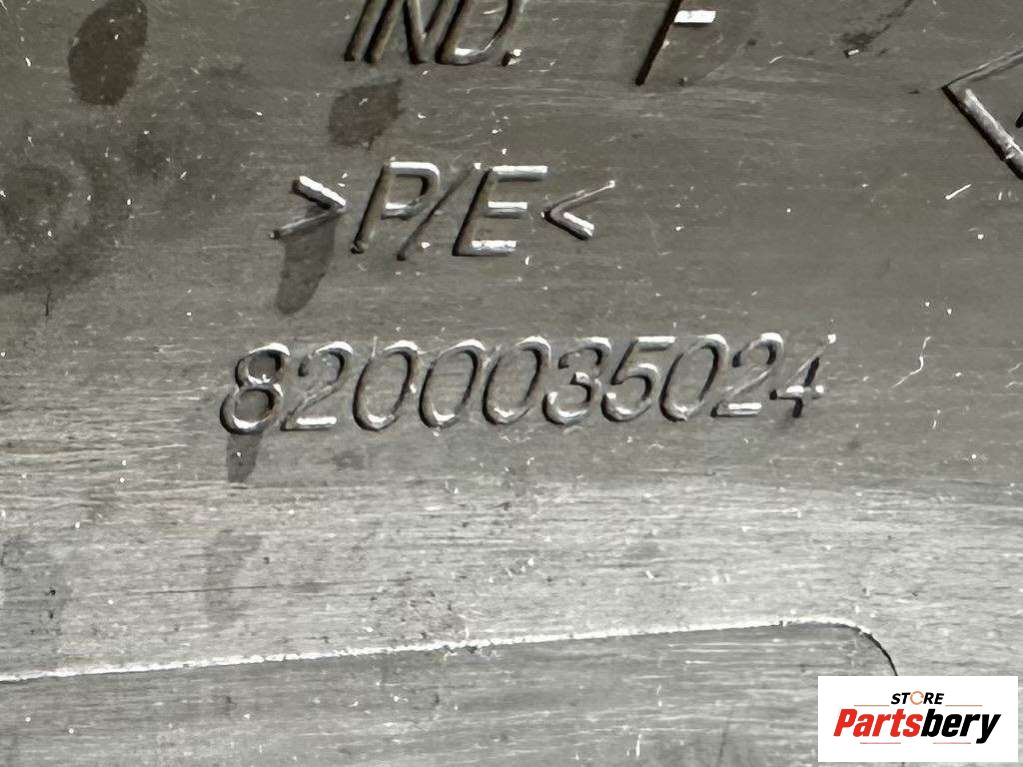 IND. F
>P/E<
8200035024
STORE
Partsbery